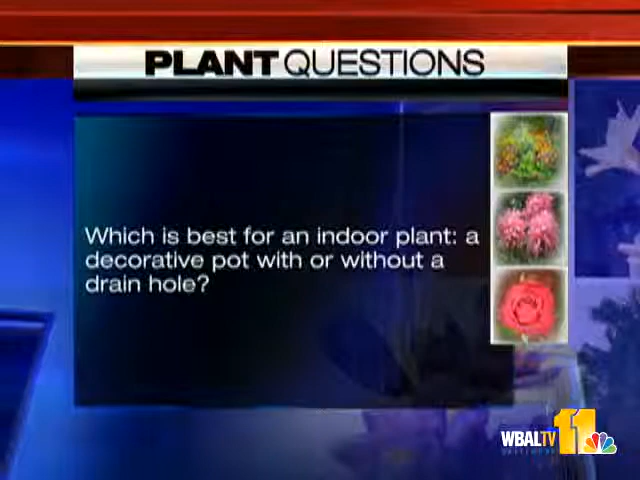 PLANT QUESTIONS
Which is best for an indoor plant: a
decorative pot with or without a
drain hole?
WBALTV 11